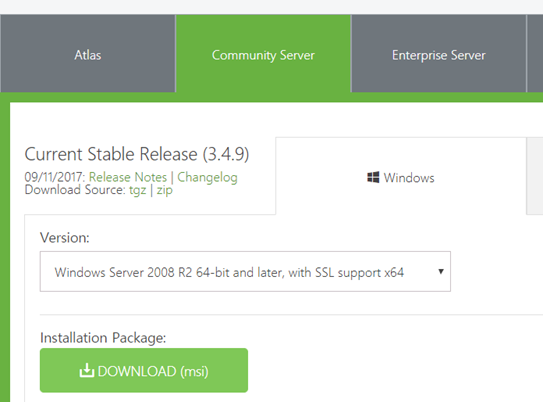 Atlas
Community Server
Enterprise Server
Current Stable Release (3.4.9)
09/11/2017: Release Notes | Changelog
Download Source: tgz | zip
Windows
Version:
Windows Server 2008 R2 64-bit and later, with SSL support x64
Installation Package:
DOWNLOAD (msi)